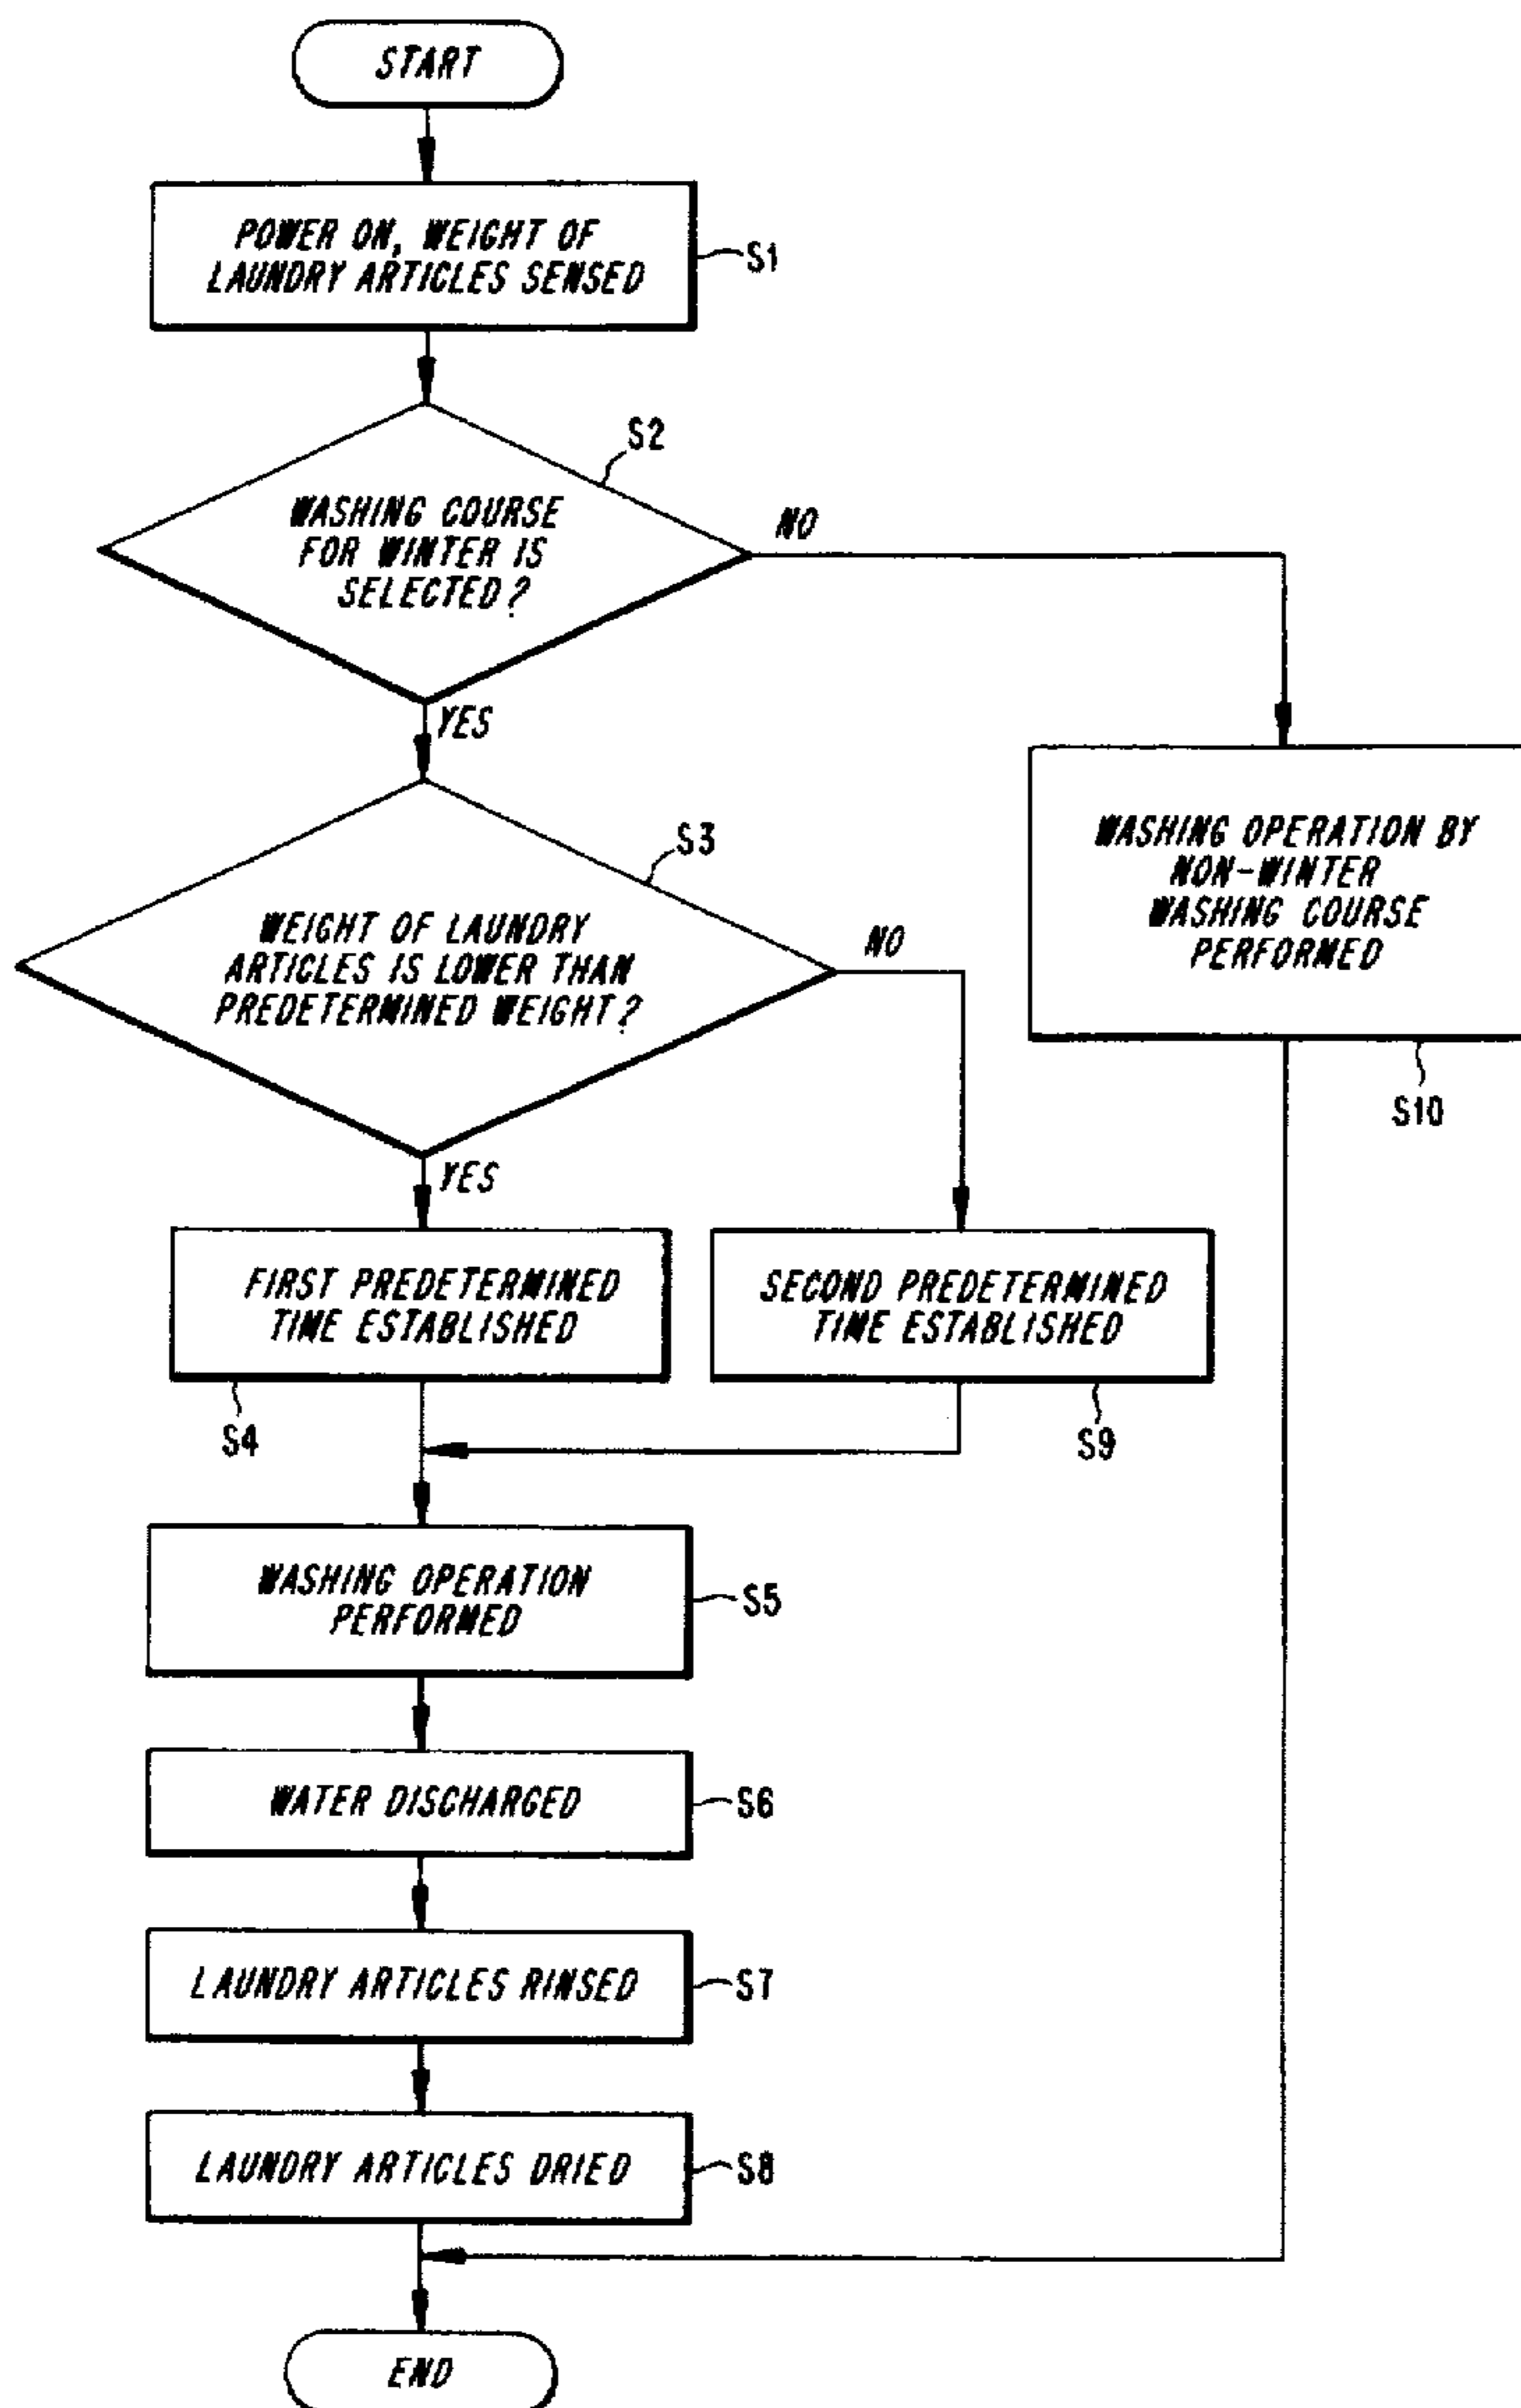 START
POWER ON, WEIGHT OF
LAUNDRY ARTICLES SENSED
S1
S2
WASHING COURSE
FOR WINTER IS
SELECTED?
NO
YES
S3
WEIGHT OF LAUNDRY
ARTICLES IS LOWER THAN
PREDETERMINED WEIGHT?
NO
WASHING OPERATION BY
NON-WINTER
WASHING COURSE
PERFORMED
S10
YES
FIRST PREDETERMINED
TIME ESTABLISHED
S4
SECOND PREDETERMINED
TIME ESTABLISHED
S9
WASHING OPERATION
PERFORMED
S5
WATER DISCHARGED
S6
LAUNDRY ARTICLES RINSED
S7
LAUNDRY ARTICLES DRIED
S8
END